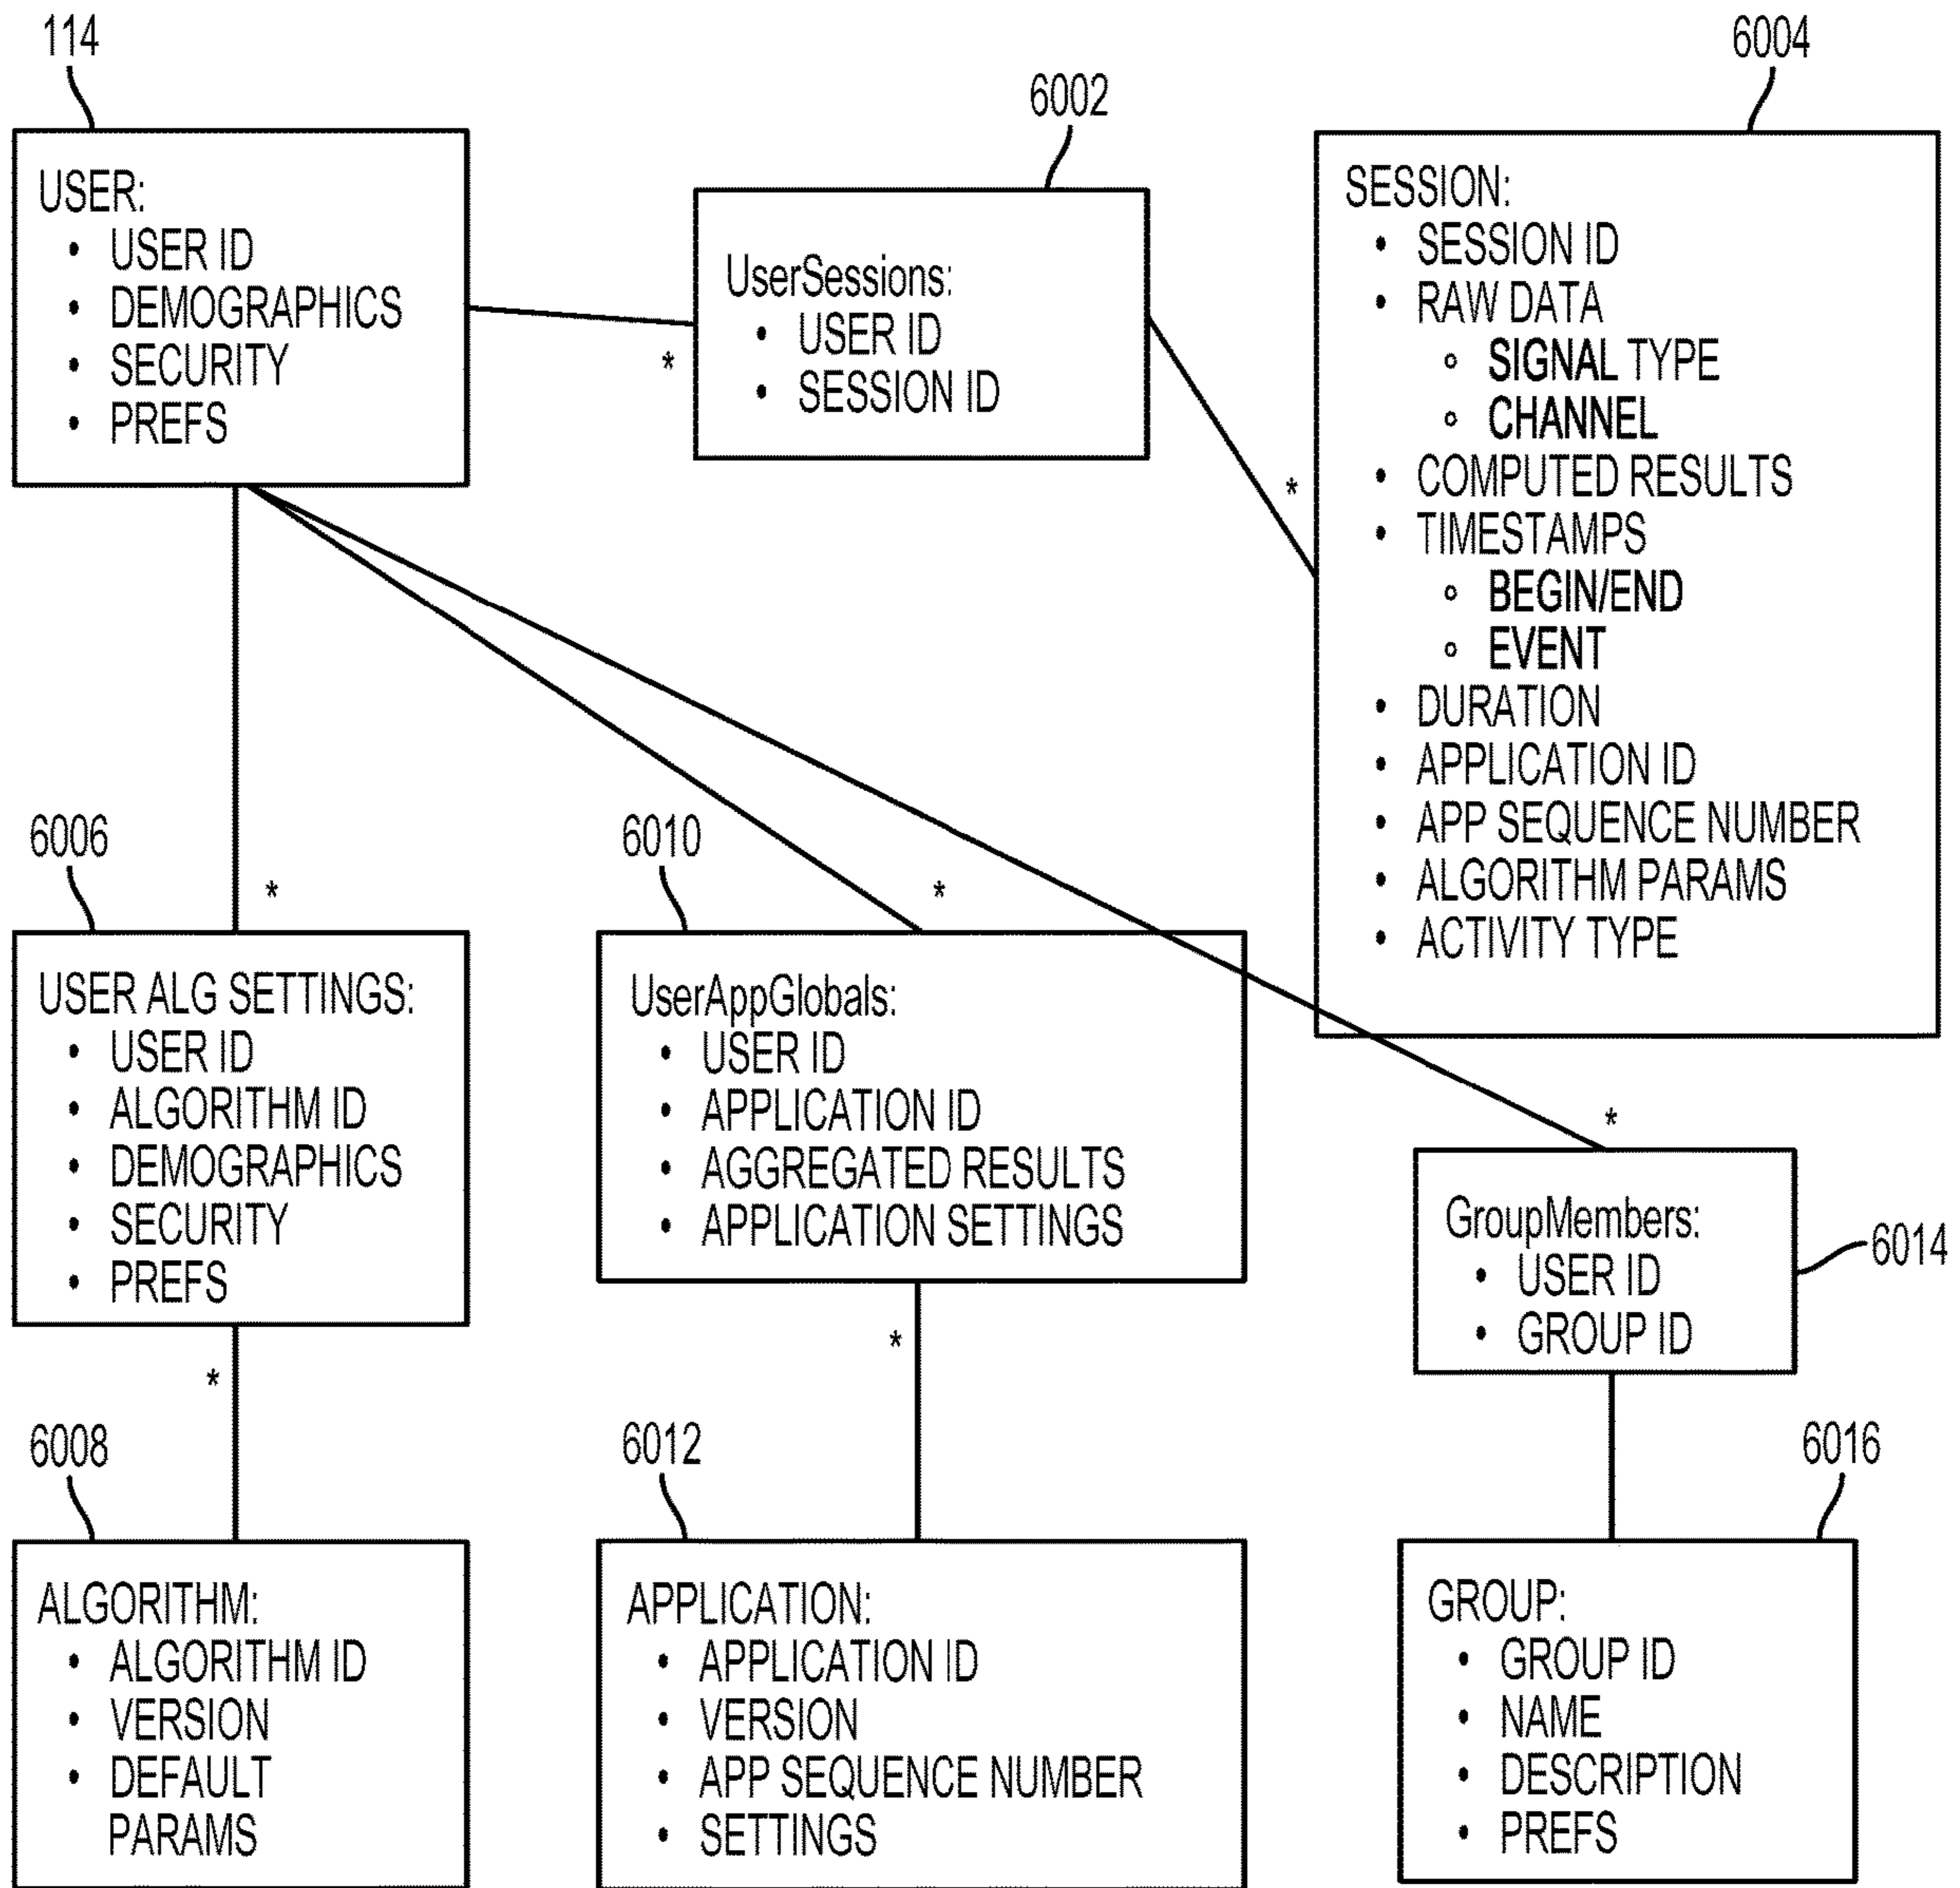 114
USER:
• USER ID
• DEMOGRAPHICS
• SECURITY
• PREFS
*
6002
UserSessions:
• USER ID
• SESSION ID
*
6004
SESSION:
• SESSION ID
• RAW DATA
◦ SIGNAL TYPE
◦ CHANNEL
• COMPUTED RESULTS
• TIMESTAMPS
◦ BEGIN/END
◦ EVENT
• DURATION
• APPLICATION ID
• APP SEQUENCE NUMBER
• ALGORITHM PARAMS
• ACTIVITY TYPE
6006
*
USER ALG SETTINGS:
• USER ID
• ALGORITHM ID
• DEMOGRAPHICS
• SECURITY
• PREFS
*
6010
*
UserAppGlobals:
• USER ID
• APPLICATION ID
• AGGREGATED RESULTS
• APPLICATION SETTINGS
*
*
GroupMembers:
• USER ID
• GROUP ID
6014
6008
ALGORITHM:
• ALGORITHM ID
• VERSION
• DEFAULT
PARAMS
6012
APPLICATION:
• APPLICATION ID
• VERSION
• APP SEQUENCE NUMBER
• SETTINGS
6016
GROUP:
• GROUP ID
• NAME
• DESCRIPTION
• PREFS